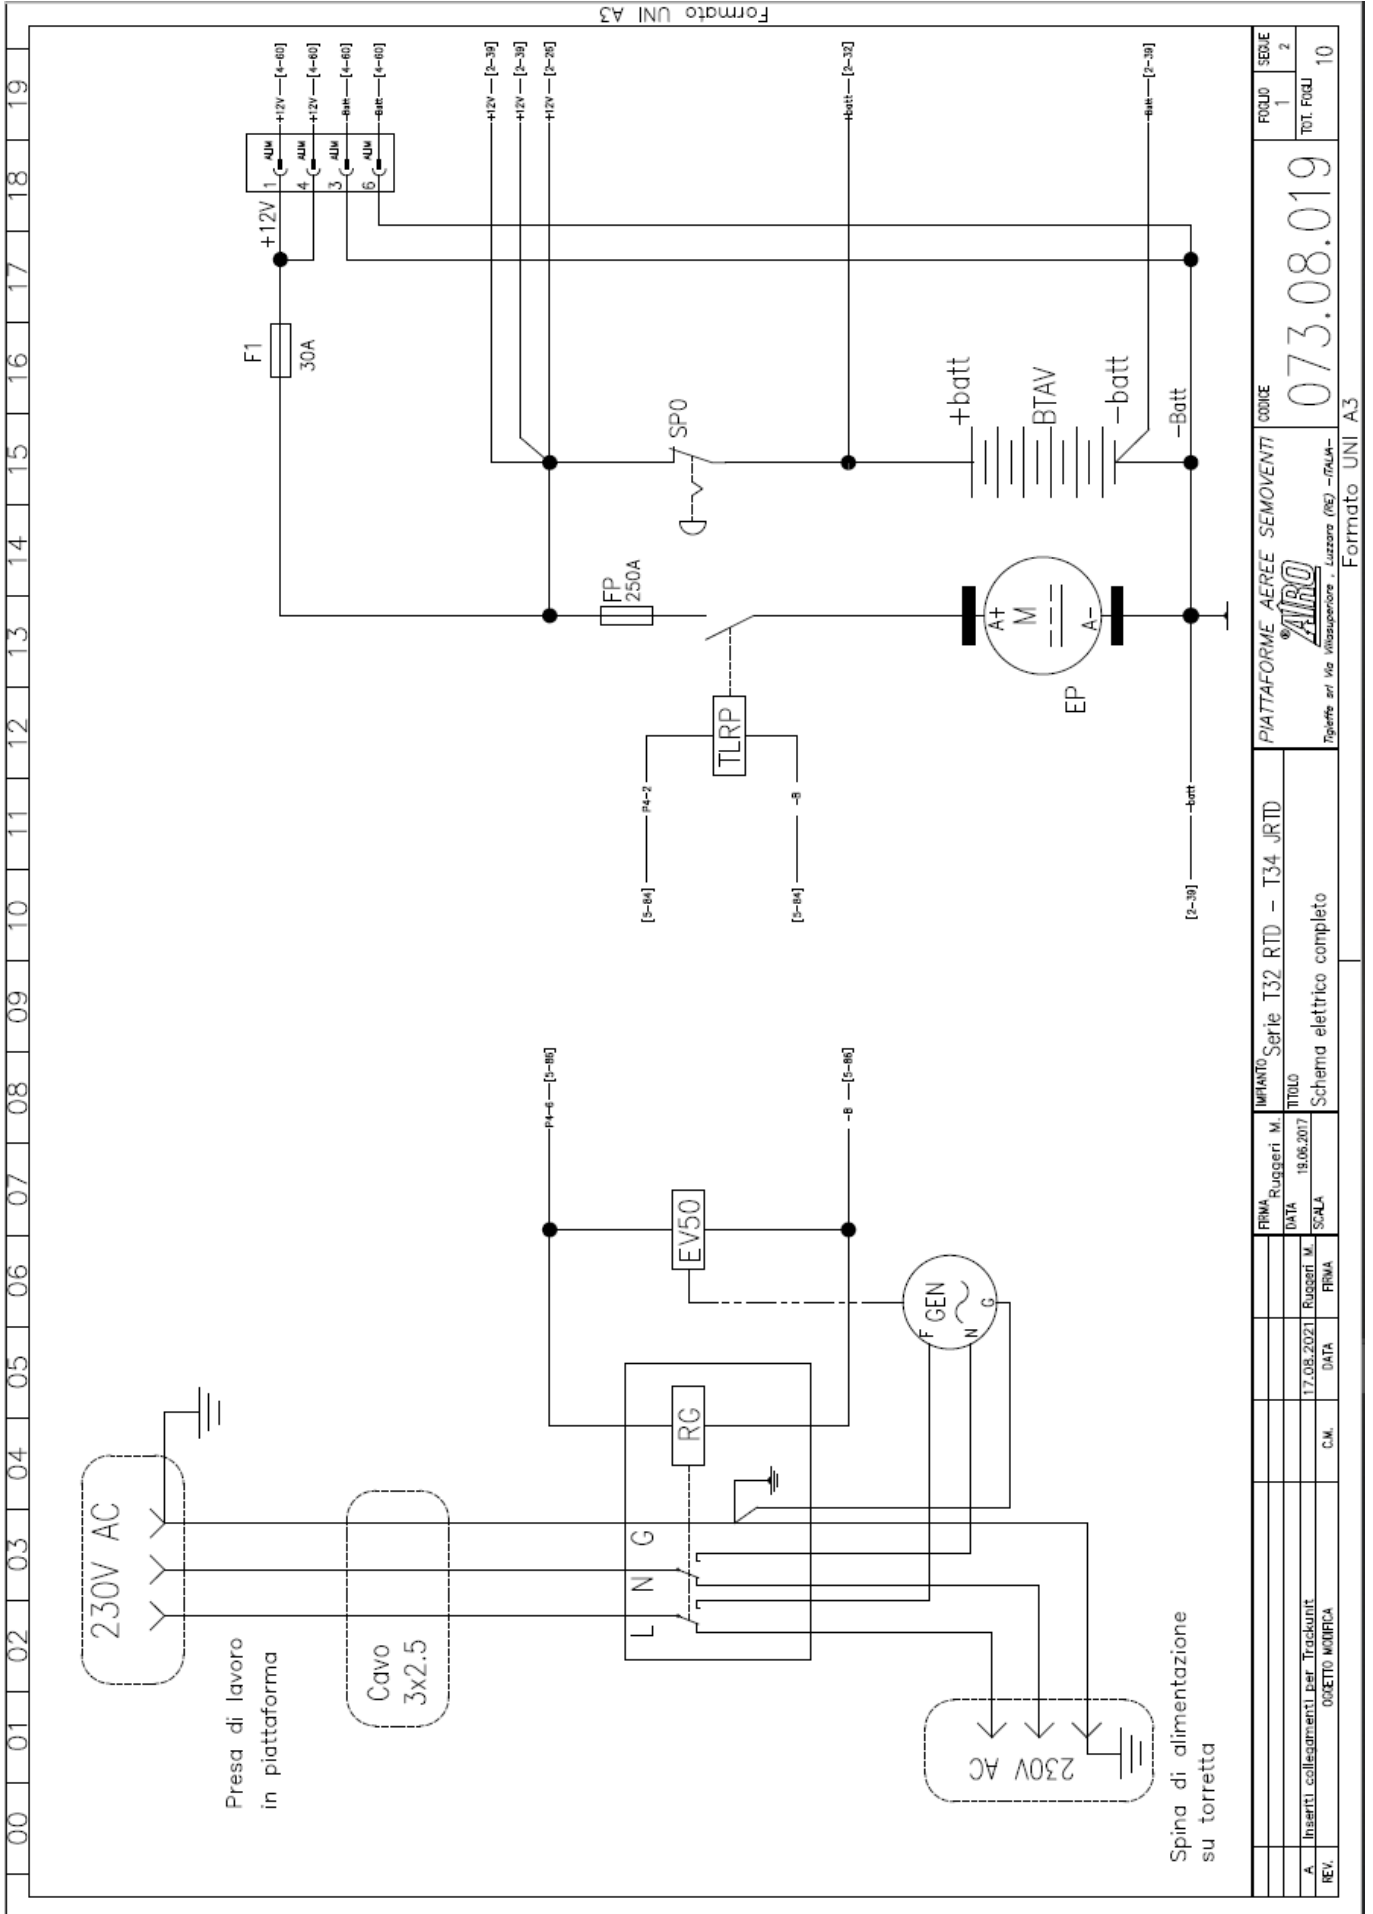 Formato UNI A3
00 01 02 03 04 05 06 07 08 09 10 11 12 13 14 15 16 17 18 19
230V AC
Presa di lavoro
in piattaforma
Cavo
3x2.5
L N G
RG
EV50
P4-6 [5-86]
-B [5-86]
GEN
F
N
G
230V AC
Spina di alimentazione
su torretta
[5-84] P4-2
[5-84] -B
TLRP
FP
250A
A+
M
A-
EP
[2-39] -batt
F1
30A
+12V
1 ALIM +12V [4-60]
4 ALIM +12V [4-60]
3 ALIM -Batt [4-60]
6 ALIM -Batt [4-60]
+12V [2-39]
+12V [2-39]
+12V [2-26]
SP0
+batt [2-32]
+batt
BTAV
-batt
-Batt [2-39]
-Batt
A Inseriti collegamenti per Trackunit 17.08.2021 Ruggeri M.
REV. OGGETTO MODIFICA C.M. DATA FIRMA
FIRMA Ruggeri M.
DATA 19.06.2017
SCALA
IMPIANTO Serie T32 RTD - T34 JRTD
TITOLO
Schema elettrico completo
PIATTAFORME AEREE SEMOVENTI
®AIRO
Tigieffe srl Via Villasuperiore , Luzzara (RE) -ITALIA-
CODICE
073.08.019
FOGLIO 1
SEGUE 2
TOT. FOGLI 10
Formato UNI A3